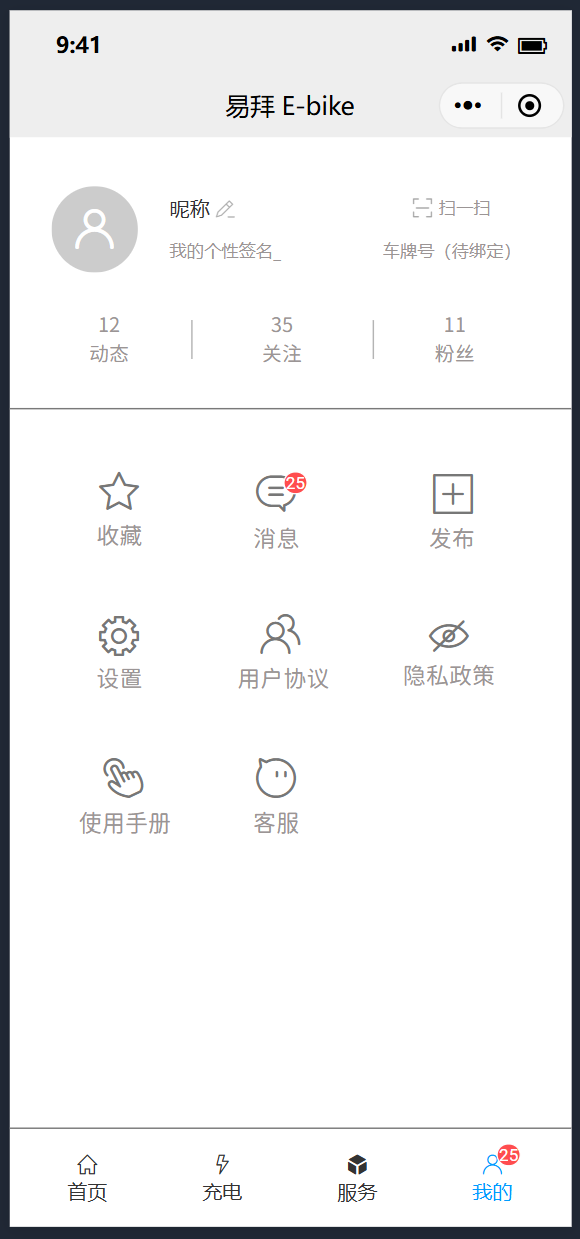 9:41
易拜 E-bike
昵称
扫一扫
我的个性签名_
车牌号（待绑定）
12
35
11
动态
关注
粉丝
25
收藏
消息
发布
设置
用户协议
隐私政策
使用手册
客服
25
首页
充电
服务
我的